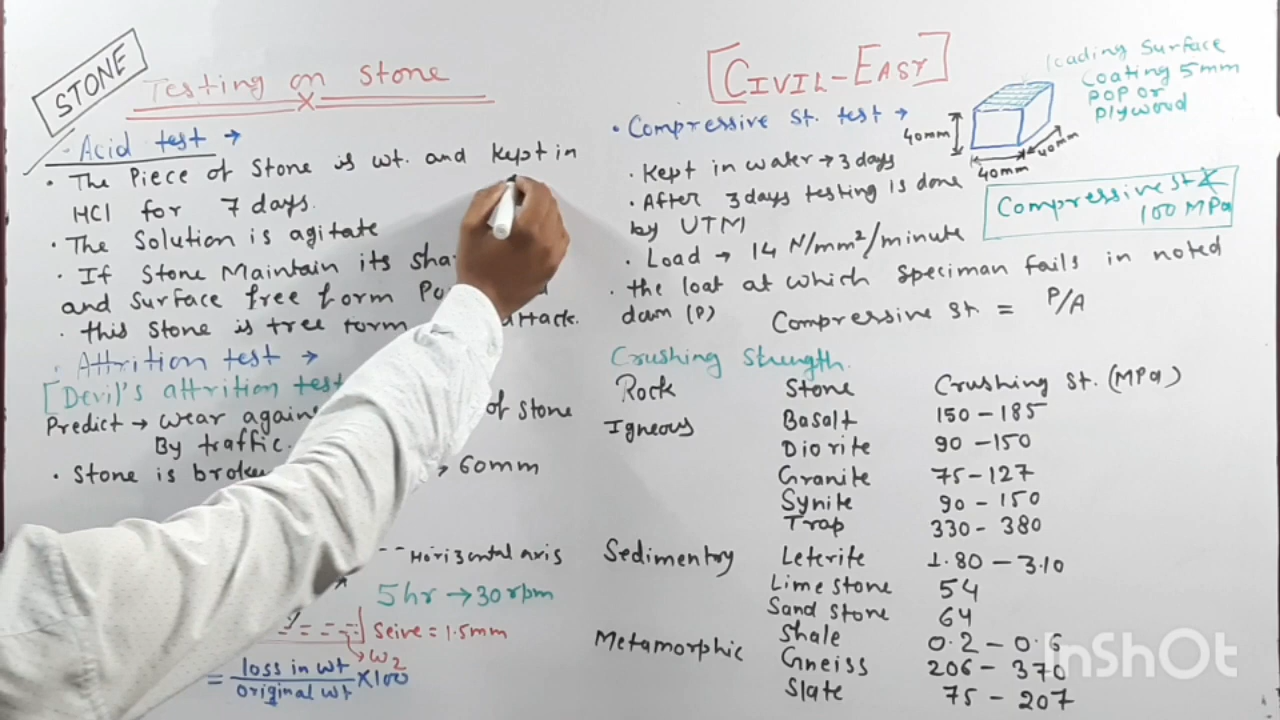 STONE
Testing on Stone
Acid test →
• The Piece of Stone is wt. and kept in
HCl for 7 days.
• The Solution is agitate
• If Stone Maintain its sha
and surface free form
• this Stone is free form attack.
• Attrition test →
[Devil's attrition test
Predict → wear again of stone
By traffic.
• Stone is broke → 60mm
-- Horizontal axis
5hr → 30 rpm
Seive = 1.5mm
→ W2
= loss in wt
original wt × 100
[CIVIL-EASY]
• Compressive St. test →
loading Surface
Coating 5mm
POP or
Plywood
40mm
40mm
40mm
• Kept in water → 3 days
• After 3 days testing is done
by UTM
Compressive St ≮
100 MPa
• Load → 14 N/mm²/minute
• the loat at which speciman fails in noted
dawn (P)
Compressive St. = P/A
Crushing Strength.
Rock Stone Crushing St. (MPa)
Igneous Basalt 150 – 185
Diorite 90 – 150
Granite 75 – 127
Synite 90 – 150
Trap 330 – 380
Sedimentry Leterite 1.80 – 3.10
Lime stone 54
Sand stone 64
Shale 0.2 – 0.6
Metamorphic Gneiss 206 – 370
Slate 75 – 207
InShOt